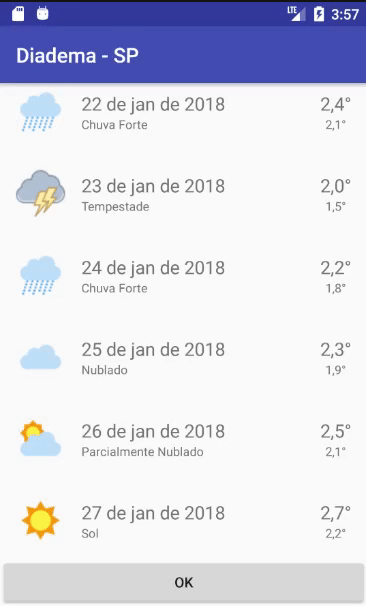 LTE 3:57
Diadema - SP
22 de jan de 2018 2,4°
Chuva Forte 2,1°
23 de jan de 2018 2,0°
Tempestade 1,5°
24 de jan de 2018 2,2°
Chuva Forte 1,8°
25 de jan de 2018 2,3°
Nublado 1,9°
26 de jan de 2018 2,5°
Parcialmente Nublado 2,1°
27 de jan de 2018 2,7°
Sol 2,2°
OK